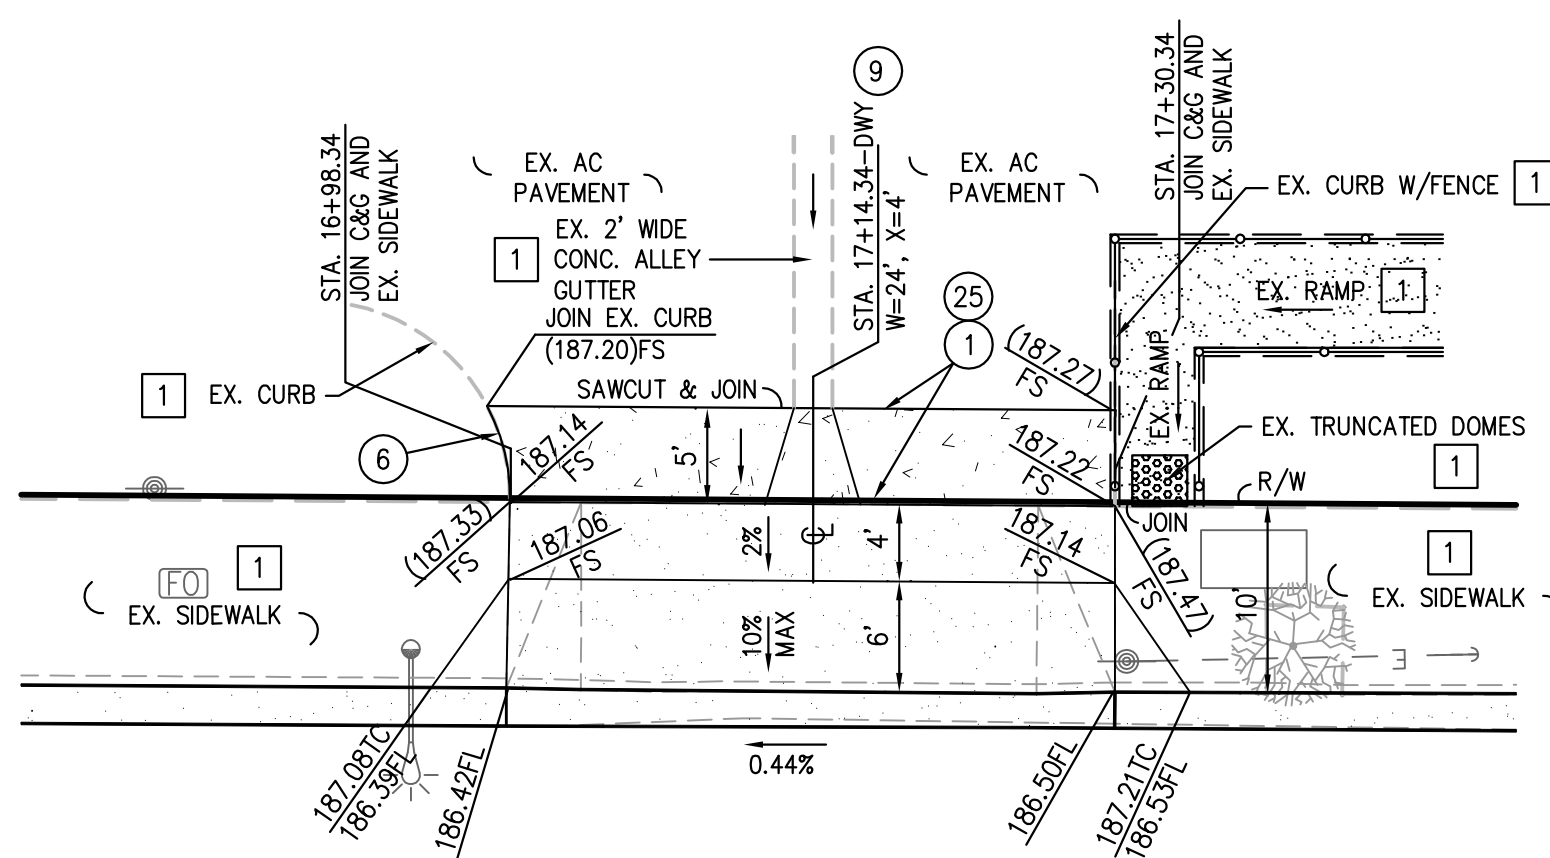 9
STA. 16+98.34
JOIN C&G AND
EX. SIDEWALK
EX. AC
PAVEMENT
STA. 17+14.34-DWY
W=24', X=4'
EX. AC
PAVEMENT
STA. 17+30.34
JOIN C&G AND
EX. SIDEWALK
EX. CURB W/FENCE
1
1
EX. 2' WIDE
CONC. ALLEY
GUTTER
JOIN EX. CURB
(187.20)FS
25
1
EX. RAMP
1
(187.27)
FS
EX. RAMP
1
EX. CURB
SAWCUT & JOIN
6
187.14
FS
5'
187.22
FS
EX. TRUNCATED DOMES
1
R/W
JOIN
(187.33)
FS
187.06
FS
2%
CL
4'
187.14
FS
(187.47)
FS
1
FO
1
EX. SIDEWALK
EX. SIDEWALK
10'
10%
MAX
6'
E
187.08TC
186.39FL
186.42FL
0.44%
186.50FL
187.21TC
186.53FL